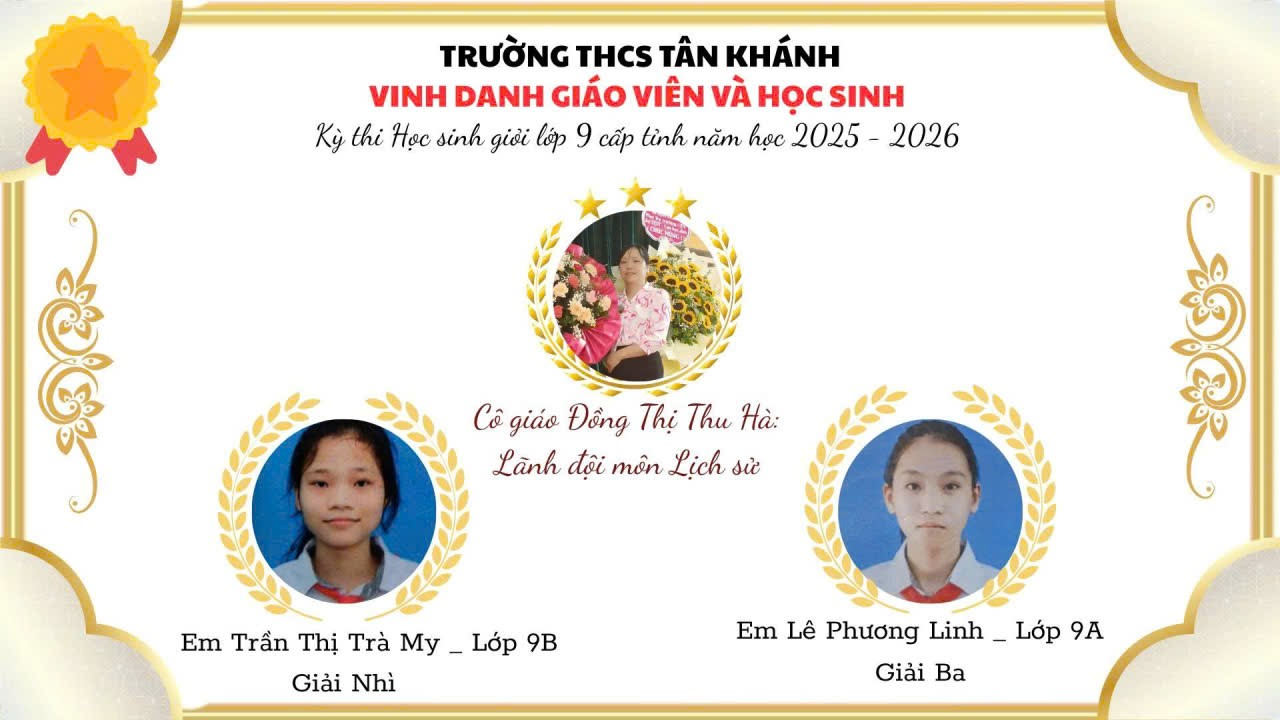 TRƯỜNG THCS TÂN KHÁNH
VINH DANH GIÁO VIÊN VÀ HỌC SINH
Kỳ thi Học sinh giỏi lớp 9 cấp tỉnh năm học 2025 - 2026
Cô giáo Đồng Thị Thu Hà:
Lãnh đội môn Lịch sử
Em Trần Thị Trà My _ Lớp 9B
Giải Nhì
Em Lê Phương Linh _ Lớp 9A
Giải Ba